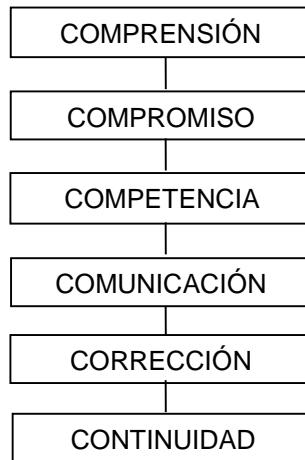 COMPRENSIÓN
COMPROMISO
COMPETENCIA
COMUNICACIÓN
CORRECCIÓN
CONTINUIDAD